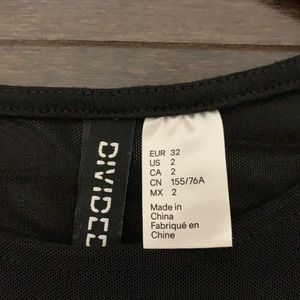 DIVIDED
EUR 32
US 2
CA 2
CN 155/76A
MX 2
Made in
China
Fabriqué en
Chine